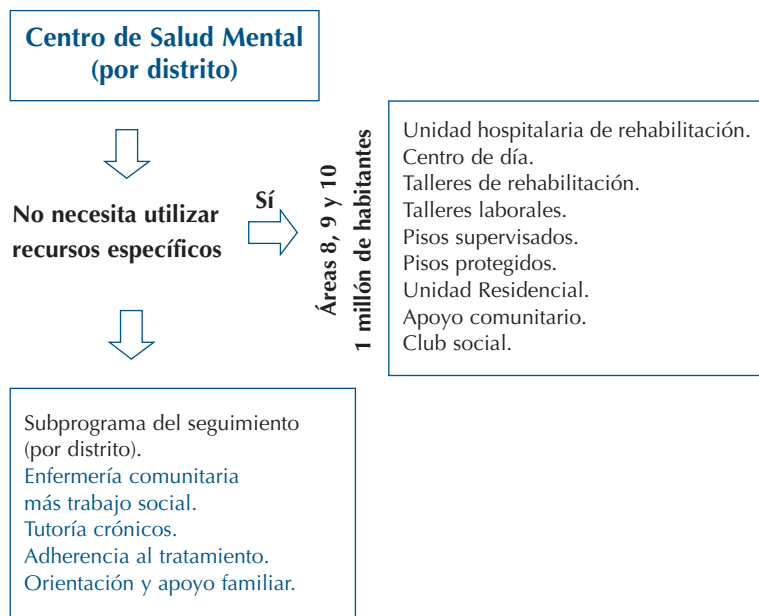 Centro de Salud Mental
(por distrito)
No necesita utilizar
recursos específicos
Sí
Áreas 8, 9 y 10
1 millón de habitantes
Unidad hospitalaria de rehabilitación.
Centro de día.
Talleres de rehabilitación.
Talleres laborales.
Pisos supervisados.
Pisos protegidos.
Unidad Residencial.
Apoyo comunitario.
Club social.
Subprograma del seguimiento
(por distrito).
Enfermería comunitaria
más trabajo social.
Tutoría crónicos.
Adherencia al tratamiento.
Orientación y apoyo familiar.